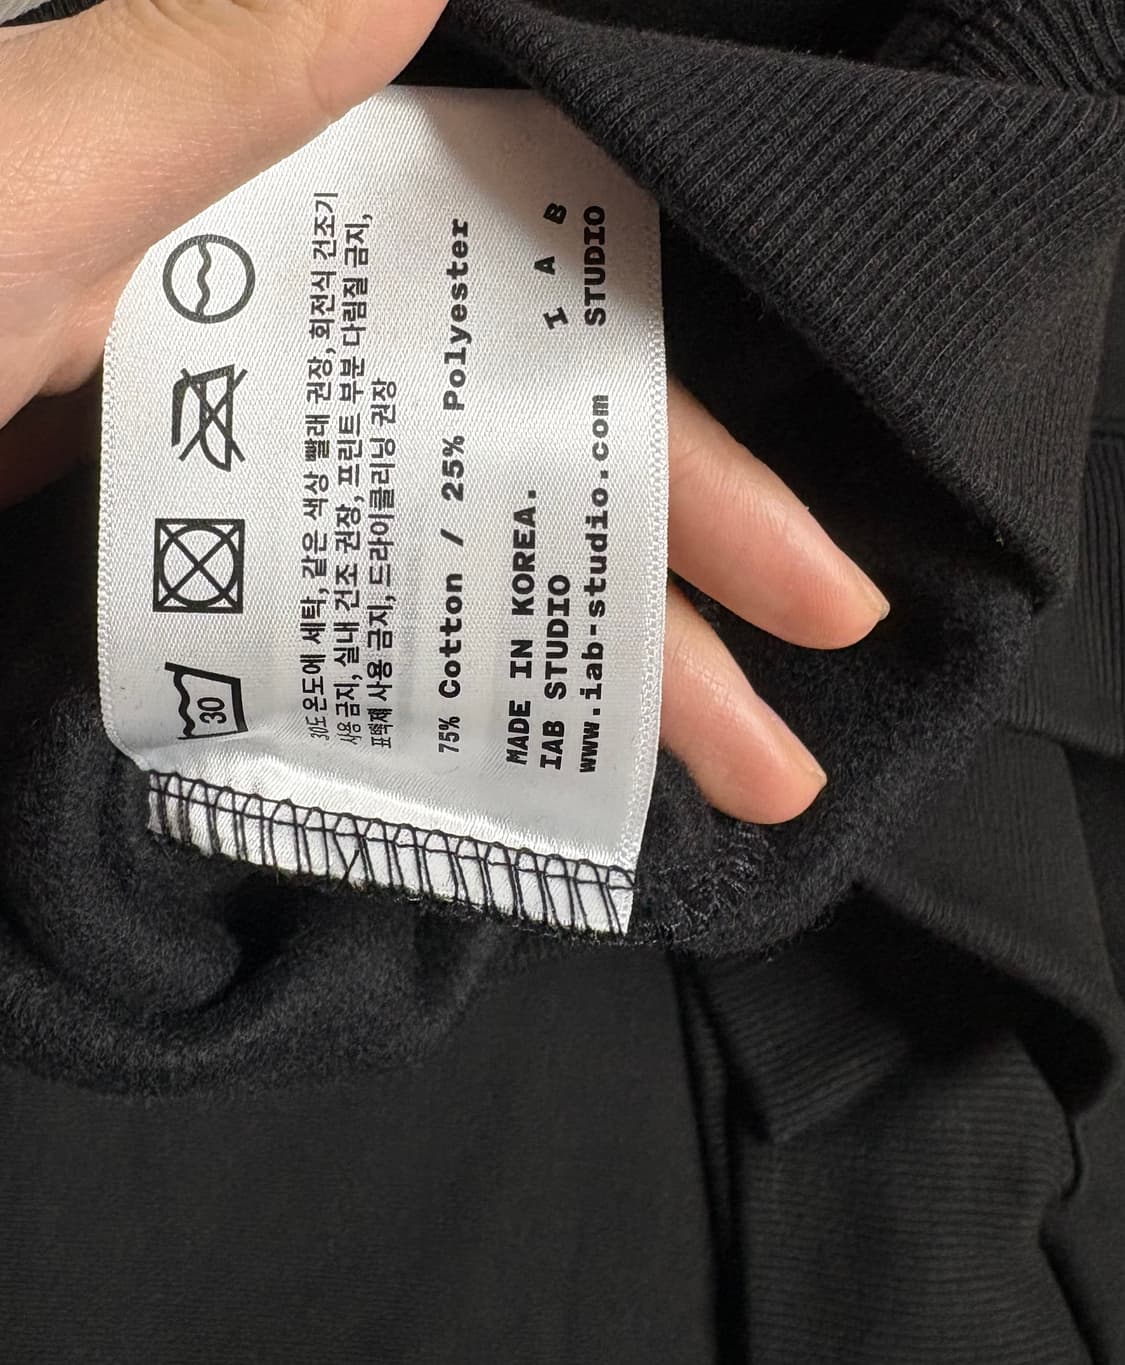 30
30도 온도에 세탁, 같은 색상 빨래 권장, 회전식 건조기
사용 금지, 실내 건조 권장, 프린트 부분 다림질 금지,
표백제 사용 금지, 드라이클리닝 권장
75% Cotton / 25% Polyester
MADE IN KOREA.
IAB STUDIO
www.iab-studio.com
I A B
STUDIO